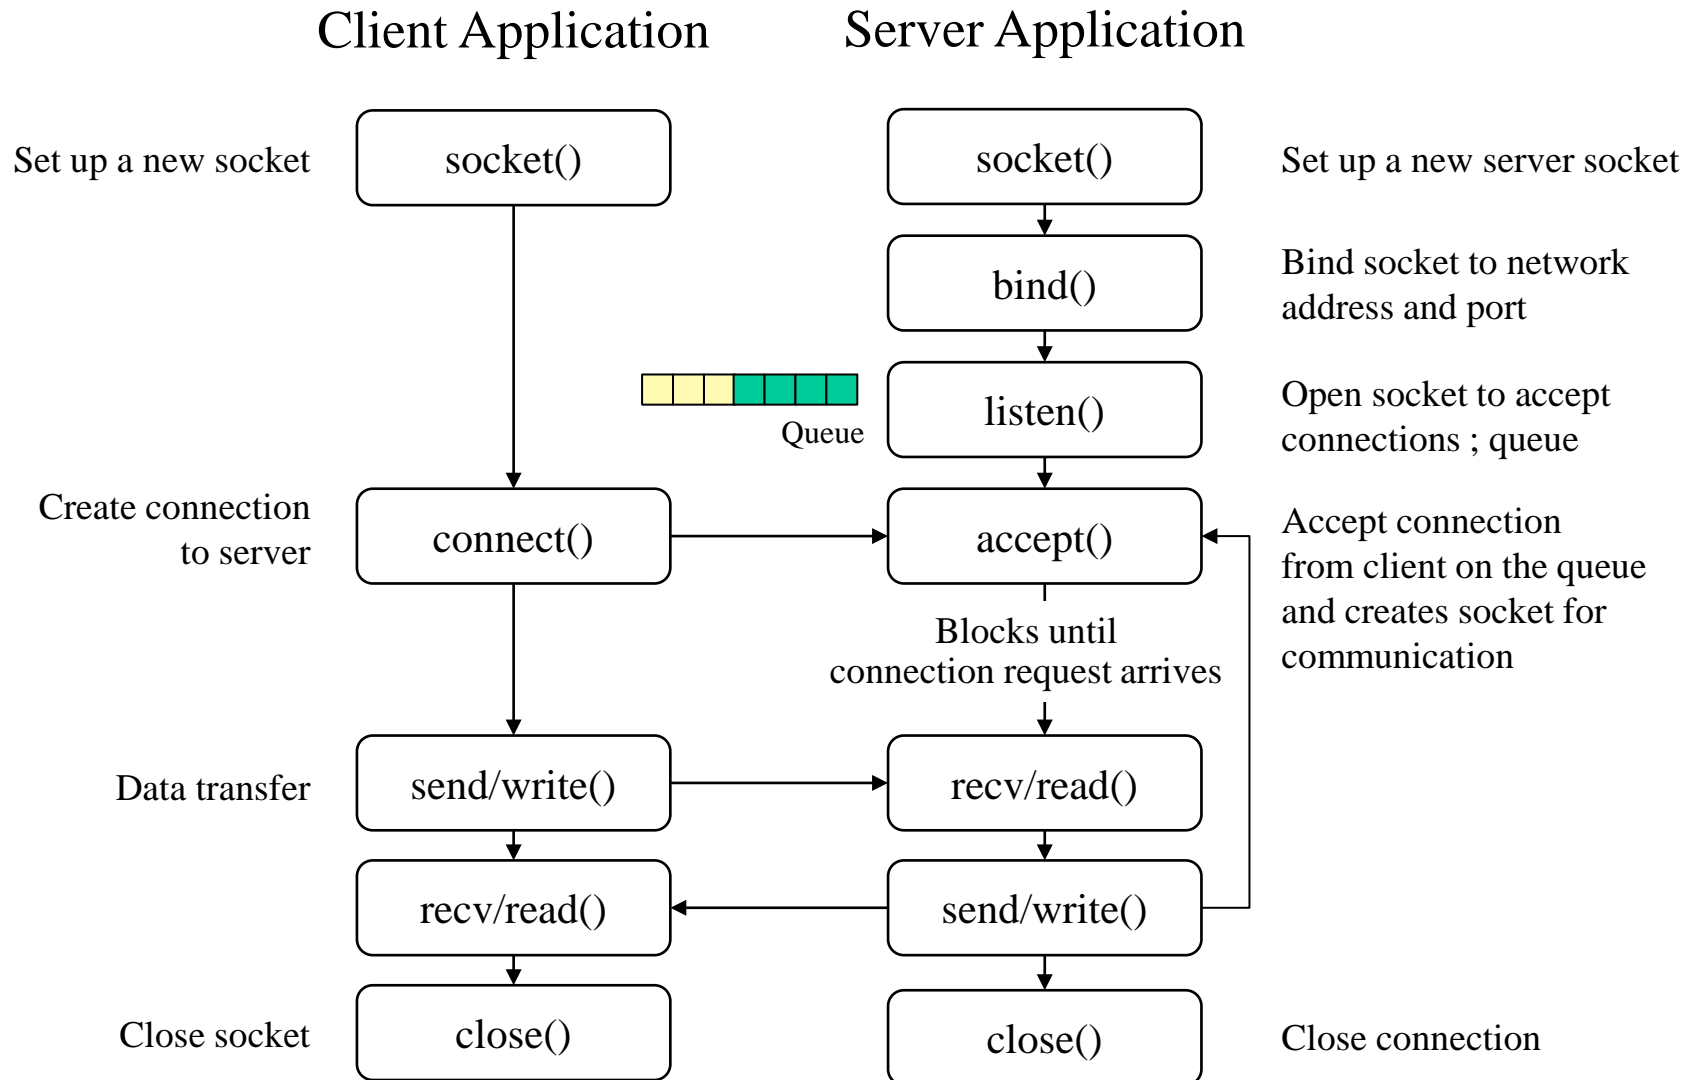 Client Application
Server Application
Set up a new socket
socket()
socket()
Set up a new server socket
bind()
Bind socket to network
address and port
Queue
listen()
Open socket to accept
connections ; queue
Create connection
to server
connect()
accept()
Accept connection
from client on the queue
and creates socket for
communication
Blocks until
connection request arrives
Data transfer
send/write()
recv/read()
recv/read()
send/write()
Close socket
close()
close()
Close connection